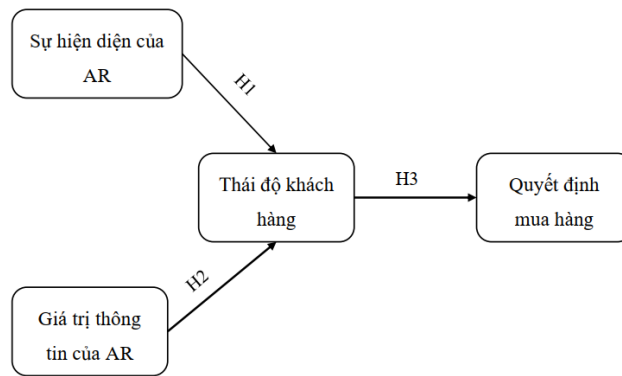 Sự hiện diện của
AR
H1
Thái độ khách
hàng
H3
Quyết định
mua hàng
H2
Giá trị thông
tin của AR